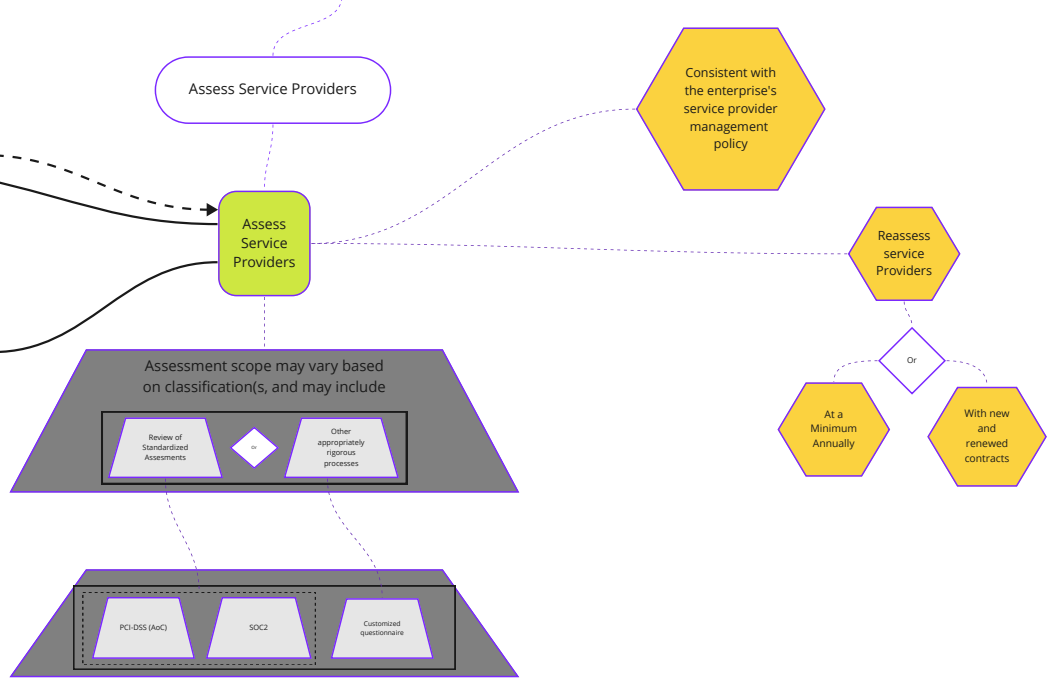 Assess Service Providers
Consistent with
the enterprise's
service provider
management
policy
Assess
Service
Providers
Reassess
service
Providers
Or
At a
Minimum
Annually
With new
and
renewed
contracts
Assessment scope may vary based
on classification(s, and may include
Review of
Standardized
Assesments
Or
Other
appropriately
rigorous
processes
PCI-DSS (AoC)
SOC2
Customized
questionnaire